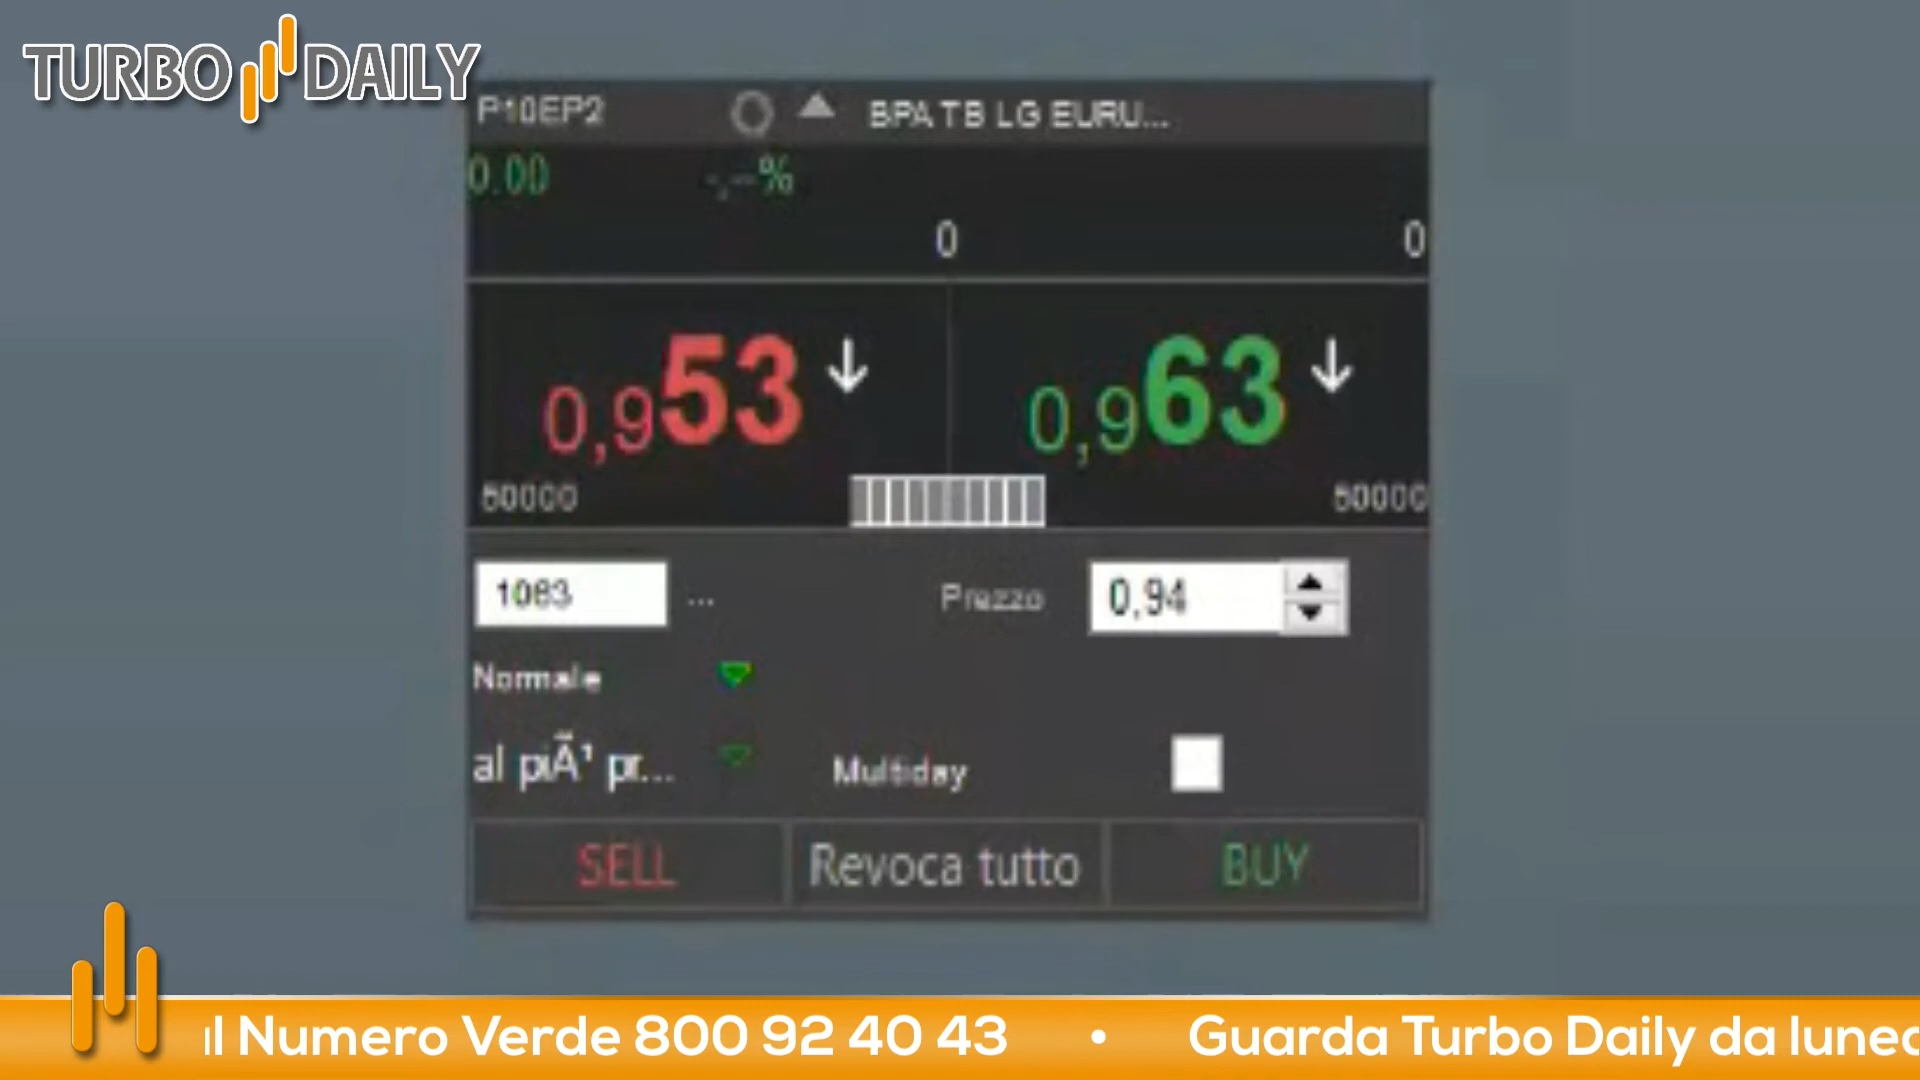 TURBO DAILY
P10EP2 BPA TB LG EURU...
0.00 -,--%
0 0
0,953 0,963
50000 50000
1063 ... Prezzo 0,94
Normale
al piÃ¹ pr... Multiday
SELL Revoca tutto BUY
Numero Verde 800 92 40 43 • Guarda Turbo Daily da luned